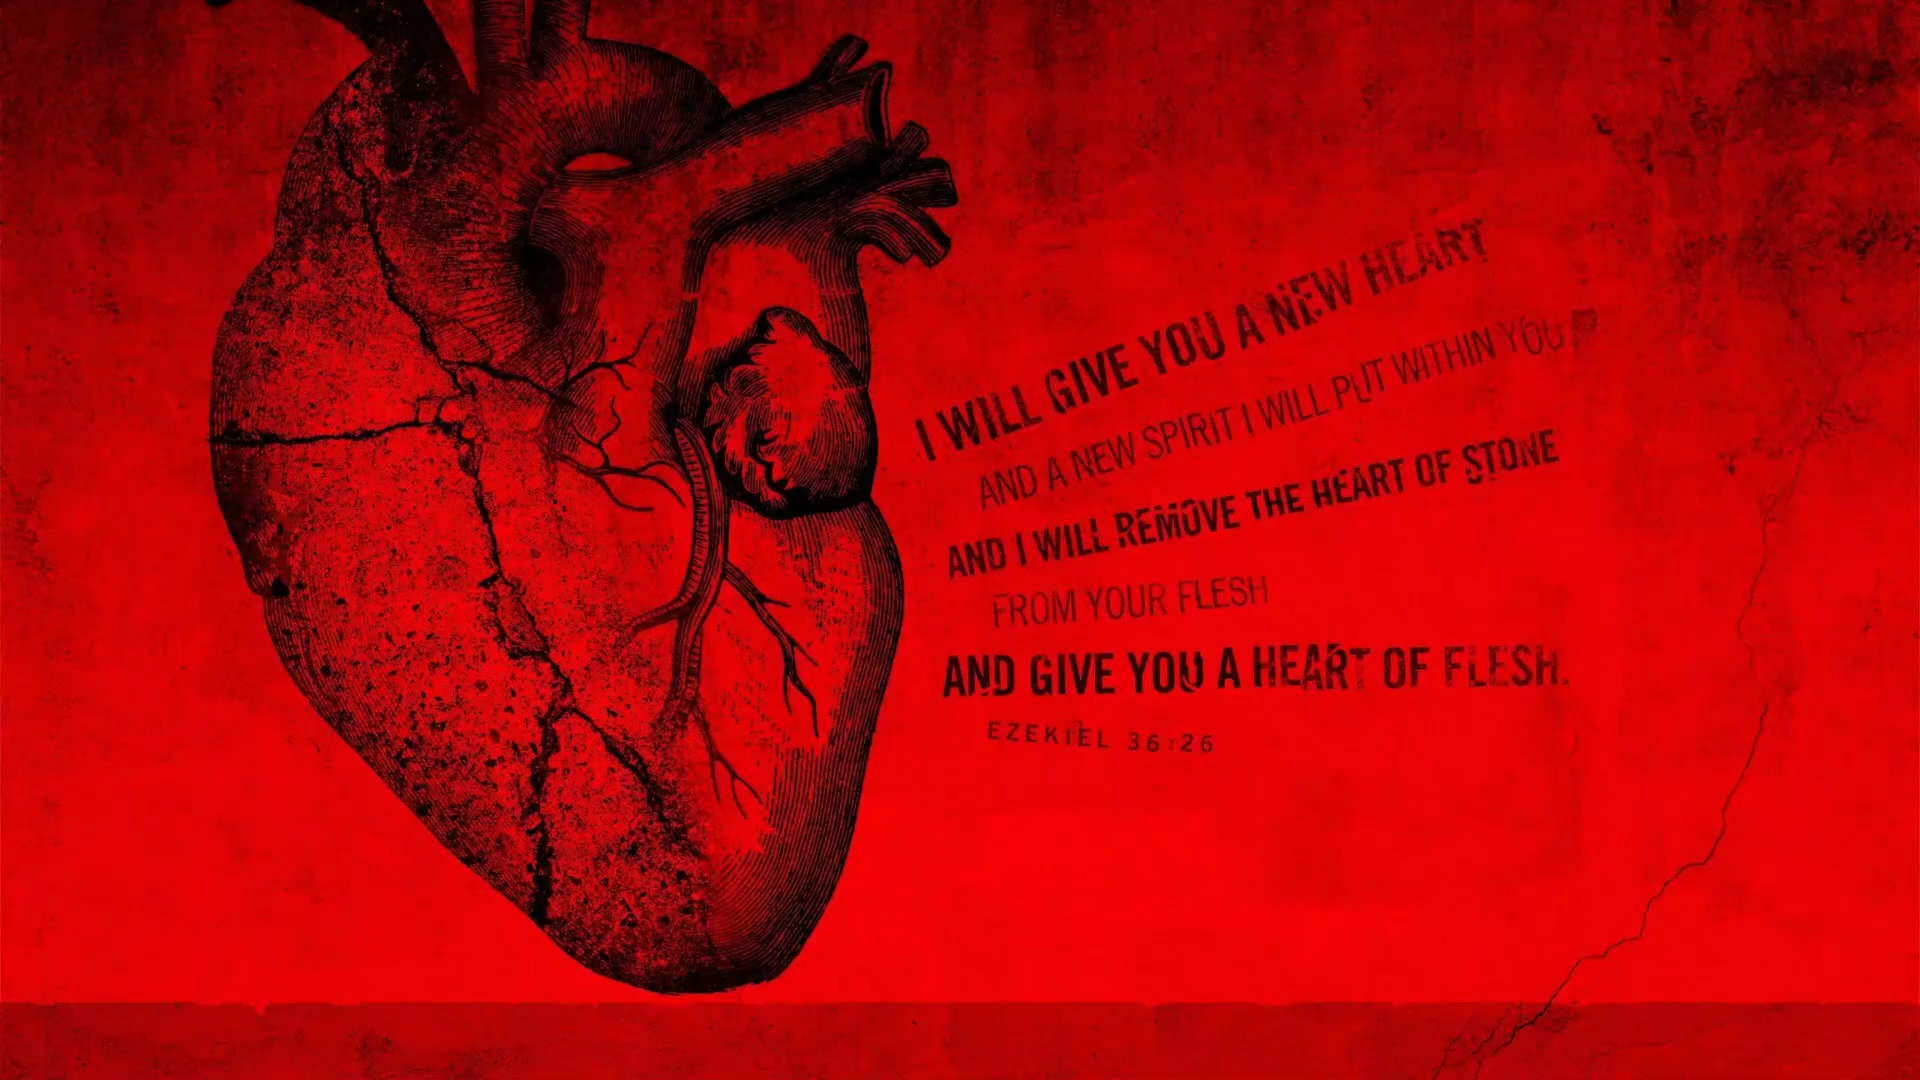 I WILL GIVE YOU A NEW HEART
AND A NEW SPIRIT I WILL PUT WITHIN YOU
AND I WILL REMOVE THE HEART OF STONE
FROM YOUR FLESH
AND GIVE YOU A HEART OF FLESH.
EZEKIEL 36:26